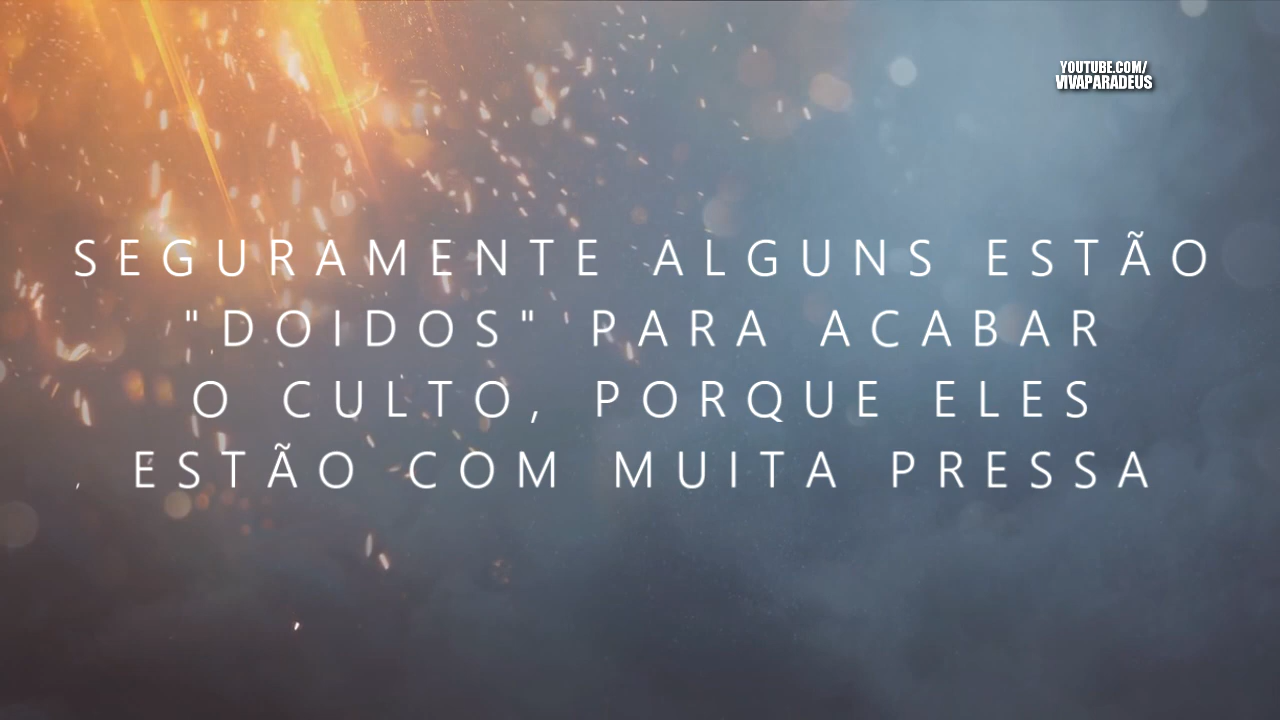 YOUTUBE.COM/
VIVAPARADEUS
SEGURAMENTE ALGUNS ESTÃO
"DOIDOS" PARA ACABAR
O CULTO, PORQUE ELES
ESTÃO COM MUITA PRESSA